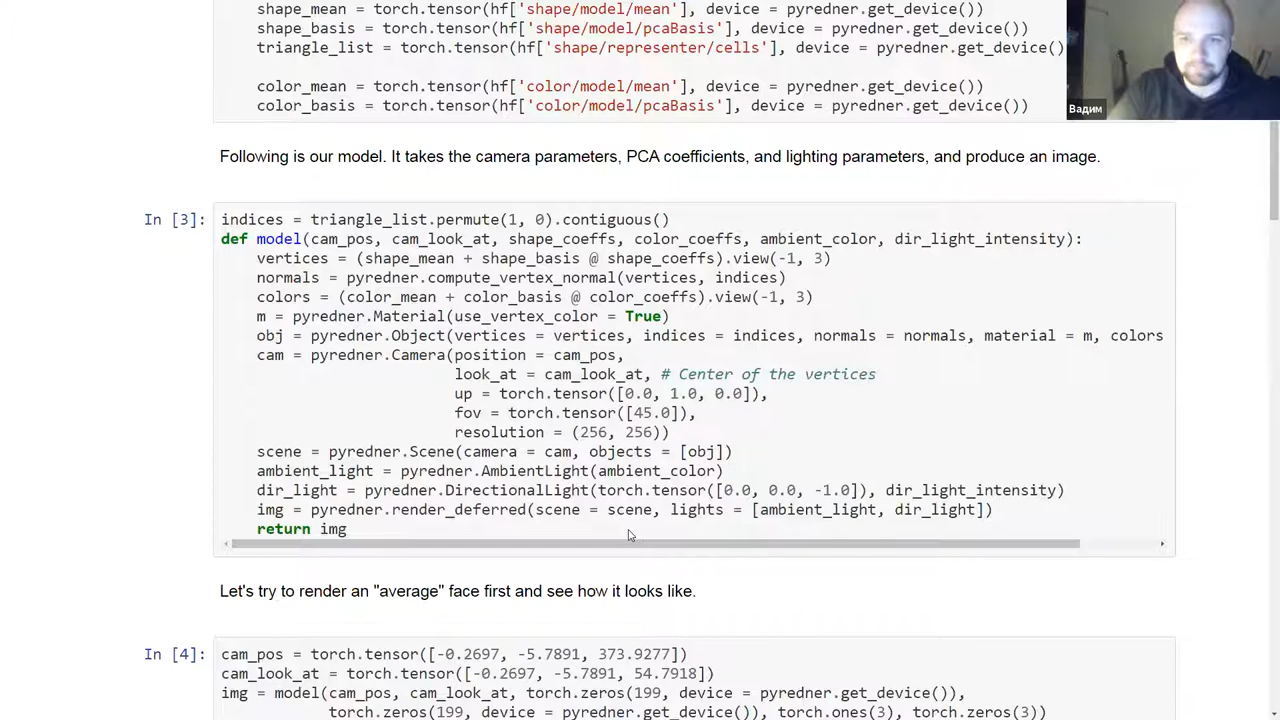 shape_mean = torch.tensor(hf['shape/model/mean'], device = pyredner.get_device())
shape_basis = torch.tensor(hf['shape/model/pcaBasis'], device = pyredner.get_device())
triangle_list = torch.tensor(hf['shape/representer/cells'], device = pyredner.get_device()
color_mean = torch.tensor(hf['color/model/mean'], device = pyredner.get_device())
color_basis = torch.tensor(hf['color/model/pcaBasis'], device = pyredner.get_device())
Вадим
Following is our model. It takes the camera parameters, PCA coefficients, and lighting parameters, and produce an image.
In [3]:
indices = triangle_list.permute(1, 0).contiguous()
def model(cam_pos, cam_look_at, shape_coeffs, color_coeffs, ambient_color, dir_light_intensity):
vertices = (shape_mean + shape_basis @ shape_coeffs).view(-1, 3)
normals = pyredner.compute_vertex_normal(vertices, indices)
colors = (color_mean + color_basis @ color_coeffs).view(-1, 3)
m = pyredner.Material(use_vertex_color = True)
obj = pyredner.Object(vertices = vertices, indices = indices, normals = normals, material = m, colors
cam = pyredner.Camera(position = cam_pos,
look_at = cam_look_at, # Center of the vertices
up = torch.tensor([0.0, 1.0, 0.0]),
fov = torch.tensor([45.0]),
resolution = (256, 256))
scene = pyredner.Scene(camera = cam, objects = [obj])
ambient_light = pyredner.AmbientLight(ambient_color)
dir_light = pyredner.DirectionalLight(torch.tensor([0.0, 0.0, -1.0]), dir_light_intensity)
img = pyredner.render_deferred(scene = scene, lights = [ambient_light, dir_light])
return img
Let's try to render an "average" face first and see how it looks like.
In [4]:
cam_pos = torch.tensor([-0.2697, -5.7891, 373.9277])
cam_look_at = torch.tensor([-0.2697, -5.7891, 54.7918])
img = model(cam_pos, cam_look_at, torch.zeros(199, device = pyredner.get_device()),
torch.zeros(199, device = pyredner.get_device()), torch.ones(3), torch.zeros(3))